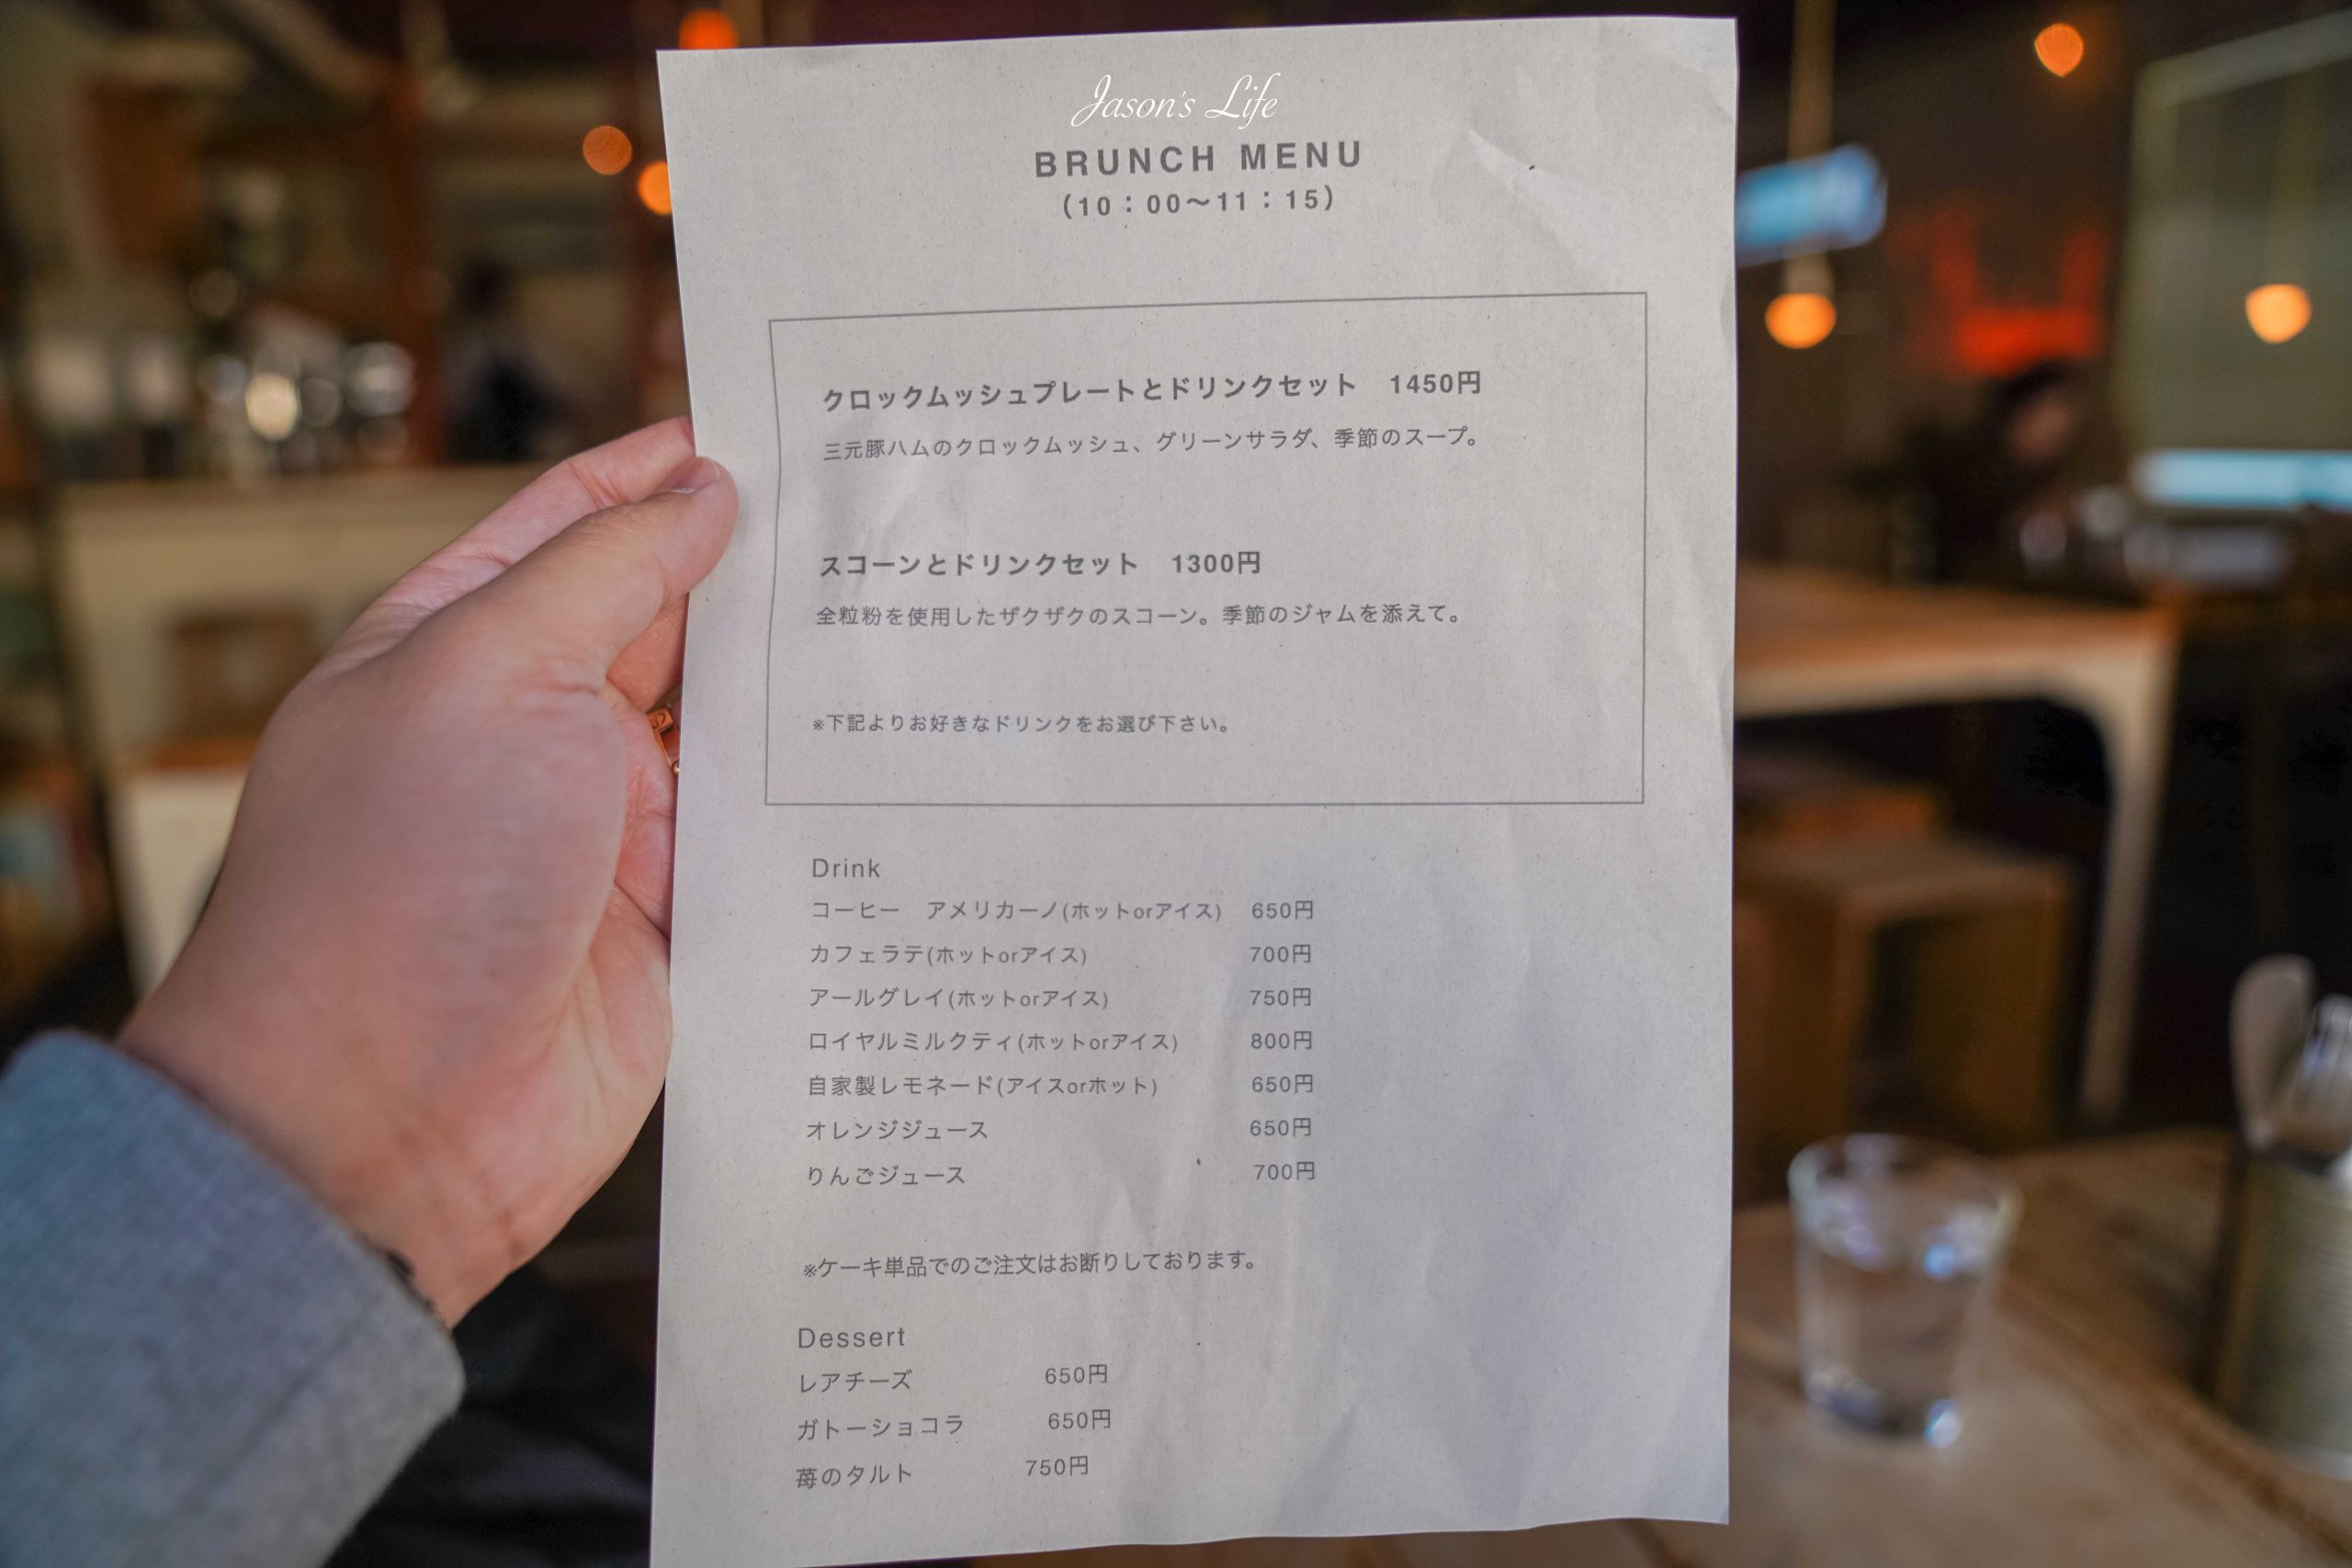 Jason's Life
BRUNCH MENU
(10：00〜11：15)
クロックムッシュプレートとドリンクセット　1450円
三元豚ハムのクロックムッシュ、グリーンサラダ、季節のスープ。
スコーンとドリンクセット　1300円
全粒粉を使用したザクザクのスコーン。季節のジャムを添えて。
※下記よりお好きなドリンクをお選び下さい。
Drink
コーヒー　アメリカーノ(ホットorアイス)　650円
カフェラテ(ホットorアイス)　700円
アールグレイ(ホットorアイス)　750円
ロイヤルミルクティ(ホットorアイス)　800円
自家製レモネード(アイスorホット)　650円
オレンジジュース　650円
りんごジュース　700円
※ケーキ単品でのご注文はお断りしております。
Dessert
レアチーズ　650円
ガトーショコラ　650円
苺のタルト　750円